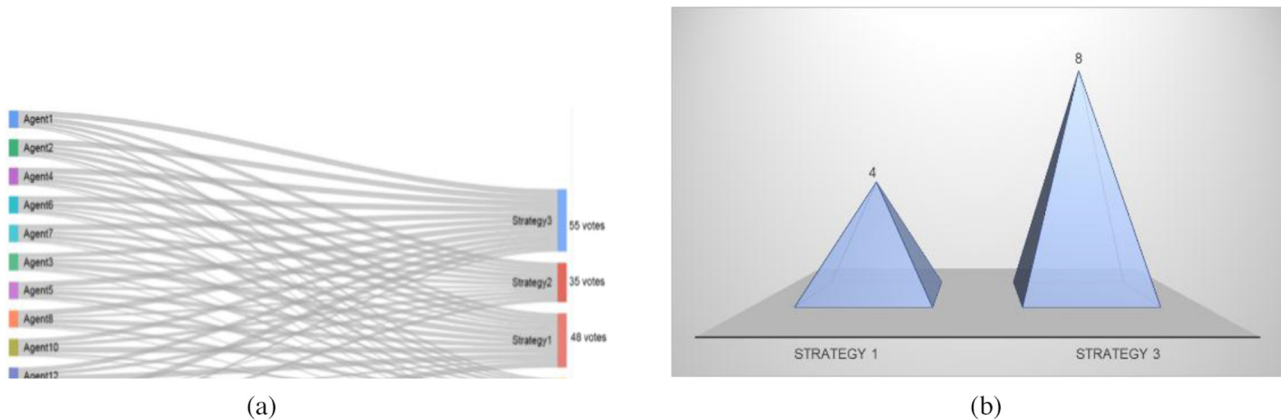 Agent1
Agent2
Agent4
Agent6
Agent7
Agent3
Agent5
Agent8
Agent10
Agent12
Strategy3
55 votes
Strategy2
35 votes
Strategy1
48 votes
(a)
4
8
STRATEGY 1
STRATEGY 3
(b)